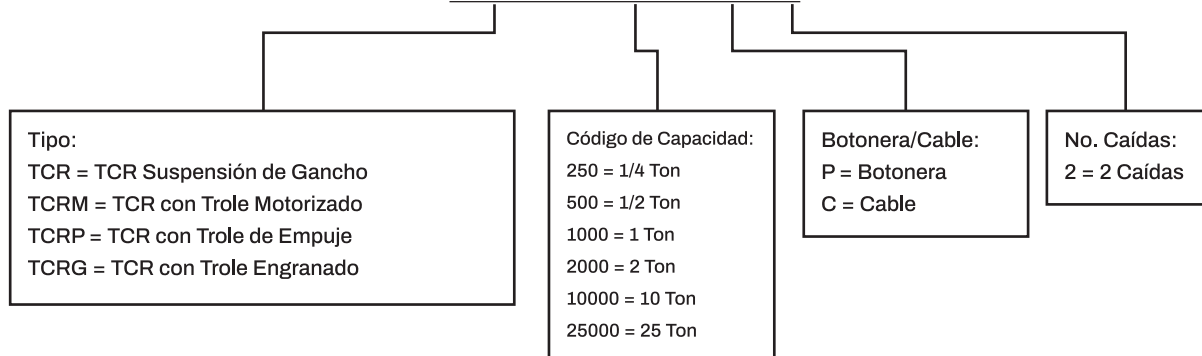 Tipo:
TCR = TCR Suspensión de Gancho
TCRM = TCR con Trole Motorizado
TCRP = TCR con Trole de Empuje
TCRG = TCR con Trole Engranado
Código de Capacidad:
250 = 1/4 Ton
500 = 1/2 Ton
1000 = 1 Ton
2000 = 2 Ton
10000 = 10 Ton
25000 = 25 Ton
Botonera/Cable:
P = Botonera
C = Cable
No. Caídas:
2 = 2 Caídas